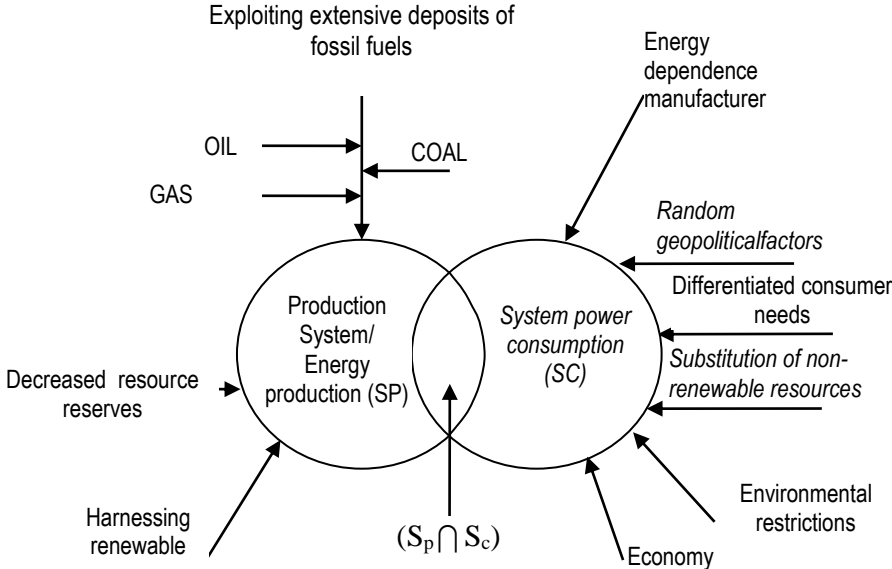 Exploiting extensive deposits of
fossil fuels
Energy
dependence
manufacturer
OIL
COAL
GAS
Random
geopoliticalfactors
Differentiated consumer
needs
Production
System/
Energy
production (SP)
System power
consumption
(SC)
Substitution of non-
renewable resources
Decreased resource
reserves
Harnessing
renewable
(Sp⋂Sc)
Environmental
restrictions
Economy